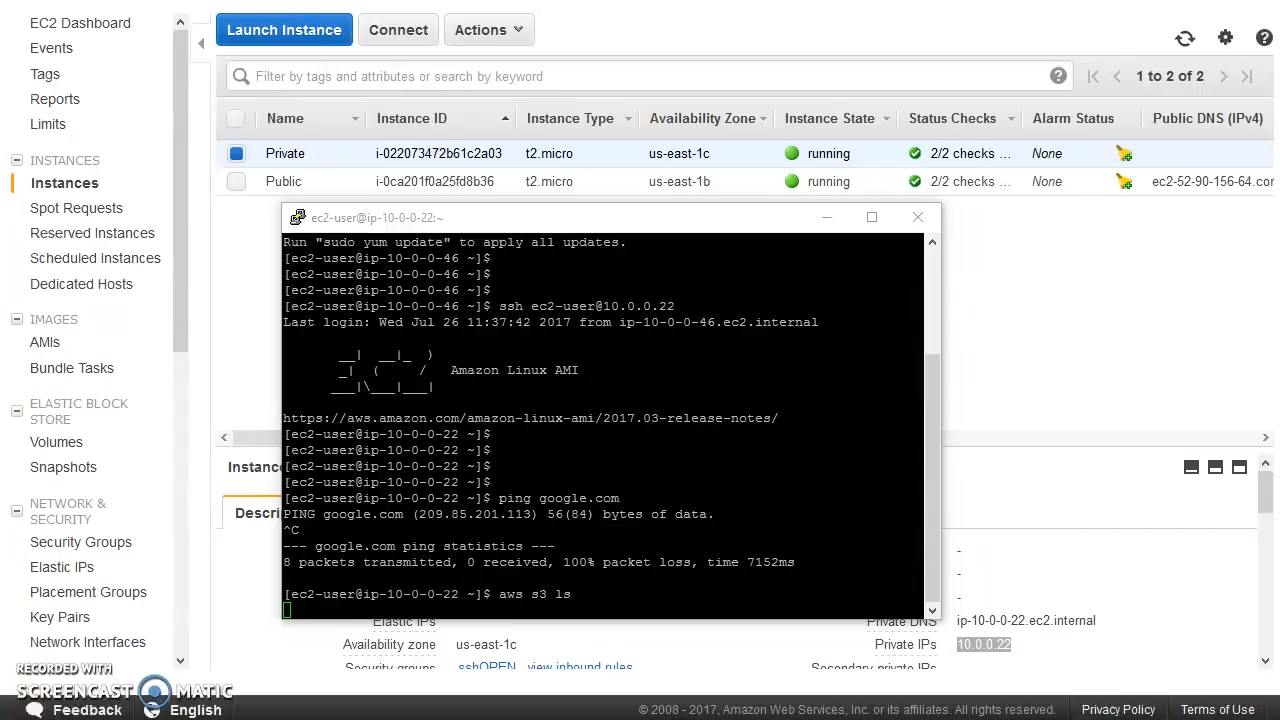 EC2 Dashboard
Events
Tags
Reports
Limits
INSTANCES
Instances
Spot Requests
Reserved Instances
Scheduled Instances
Dedicated Hosts
IMAGES
AMIs
Bundle Tasks
ELASTIC BLOCK
STORE
Volumes
Snapshots
NETWORK &
SECURITY
Security Groups
Elastic IPs
Placement Groups
Key Pairs
Network Interfaces
Launch Instance Connect Actions
Filter by tags and attributes or search by keyword
1 to 2 of 2
Name Instance ID Instance Type Availability Zone Instance State Status Checks Alarm Status Public DNS (IPv4)
Private i-022073472b61c2a03 t2.micro us-east-1c running 2/2 checks ... None
Public i-0ca201f0a25fd8b36 t2.micro us-east-1b running 2/2 checks ... None ec2-52-90-156-64.cor
ec2-user@ip-10-0-0-22:~
Run "sudo yum update" to apply all updates.
[ec2-user@ip-10-0-0-46 ~]$
[ec2-user@ip-10-0-0-46 ~]$
[ec2-user@ip-10-0-0-46 ~]$
[ec2-user@ip-10-0-0-46 ~]$ ssh ec2-user@10.0.0.22
Last login: Wed Jul 26 11:37:42 2017 from ip-10-0-0-46.ec2.internal
__| __|_ )
_| ( / Amazon Linux AMI
___|\___|___|
https://aws.amazon.com/amazon-linux-ami/2017.03-release-notes/
[ec2-user@ip-10-0-0-22 ~]$
[ec2-user@ip-10-0-0-22 ~]$
[ec2-user@ip-10-0-0-22 ~]$
[ec2-user@ip-10-0-0-22 ~]$
[ec2-user@ip-10-0-0-22 ~]$ ping google.com
PING google.com (209.85.201.113) 56(84) bytes of data.
^C
--- google.com ping statistics ---
8 packets transmitted, 0 received, 100% packet loss, time 7152ms
[ec2-user@ip-10-0-0-22 ~]$ aws s3 ls
Instanc
Descri
-
-
-
Elastic IPs
Private DNS ip-10-0-0-22.ec2.internal
Availability zone us-east-1c
Private IPs 10.0.0.22
Security groups sshOPEN view inbound rules
Secondary private IPs
RECORDED WITH
SCREENCAST MATIC
Feedback English
© 2008 - 2017, Amazon Web Services, Inc. or its affiliates. All rights reserved. Privacy Policy Terms of Use